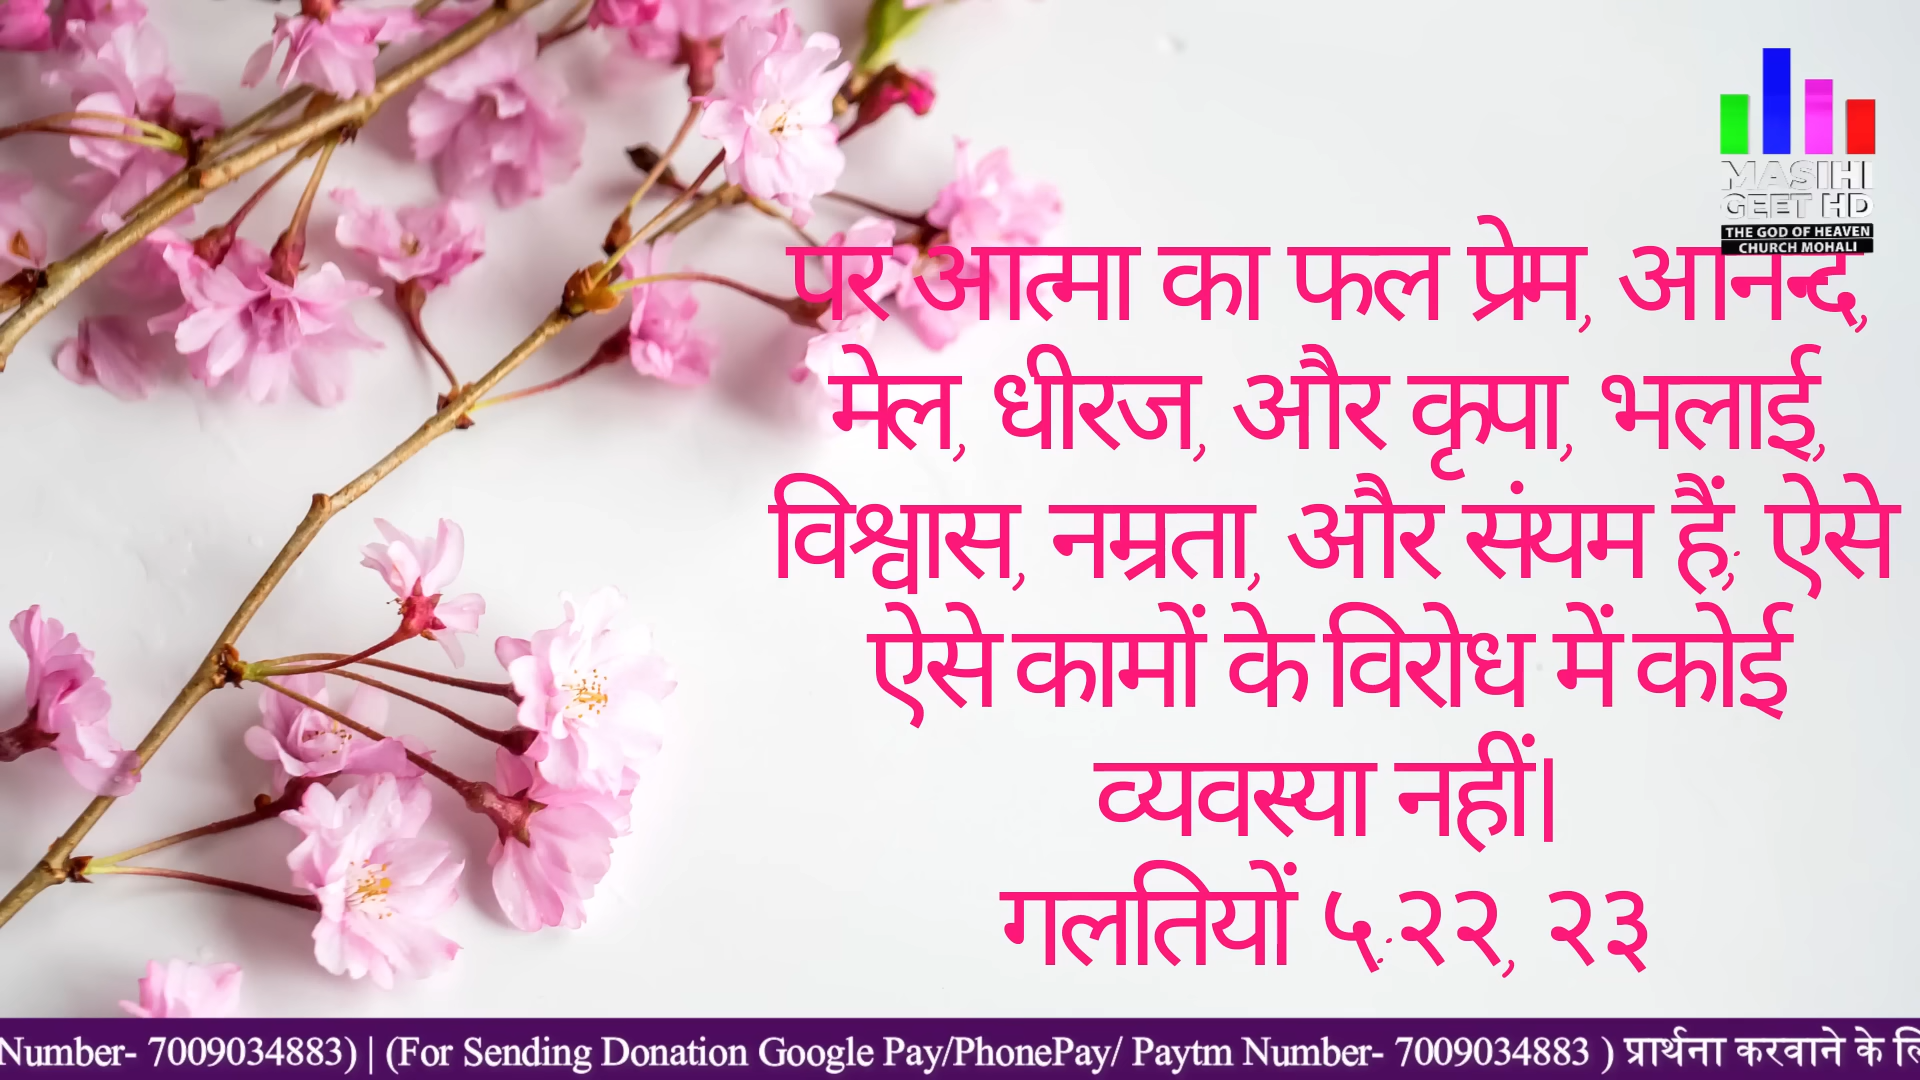 MASIHI
GEET HD
THE GOD OF HEAVEN
CHURCH MOHALI
पर आत्मा का फल प्रेम, आनन्द,
मेल, धीरज, और कृपा, भलाई,
विश्वास, नम्रता, और संयम हैं; ऐसे
ऐसे कामों के विरोध में कोई
व्यवस्या नहीं।
गलतियों ५:२२, २३
Number- 7009034883) | (For Sending Donation Google Pay/PhonePay/ Paytm Number- 7009034883 ) प्रार्थना करवाने के